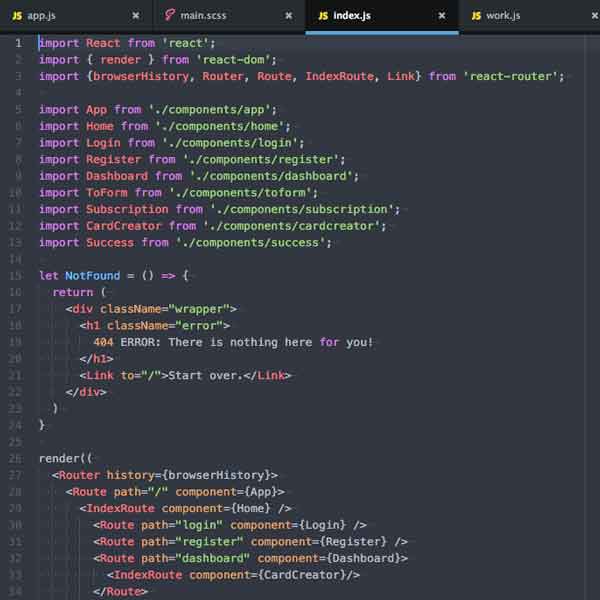 JS app.js × main.scss × JS index.js × JS work.js ×
1 import React from 'react';
2 import { render } from 'react-dom';
3 import {browserHistory, Router, Route, IndexRoute, Link} from 'react-router';
4
5 import App from './components/app';
6 import Home from './components/home';
7 import Login from './components/login';
8 import Register from './components/register';
9 import Dashboard from './components/dashboard';
10 import ToForm from './components/toform';
11 import Subscription from './components/subscription';
12 import CardCreator from './components/cardcreator';
13 import Success from './components/success';
14
15 let NotFound = () => {
16 return (
17 <div className="wrapper">
18 <h1 className="error">
19 404 ERROR: There is nothing here for you!
20 </h1>
21 <Link to="/">Start over.</Link>
22 </div>
23 )
24 }
25
26 render((
27 <Router history={browserHistory}>
28 <Route path="/" component={App}>
29 <IndexRoute component={Home} />
30 <Route path="login" component={Login} />
31 <Route path="register" component={Register} />
32 <Route path="dashboard" component={Dashboard}>
33 <IndexRoute component={CardCreator}/>
34 </Route>